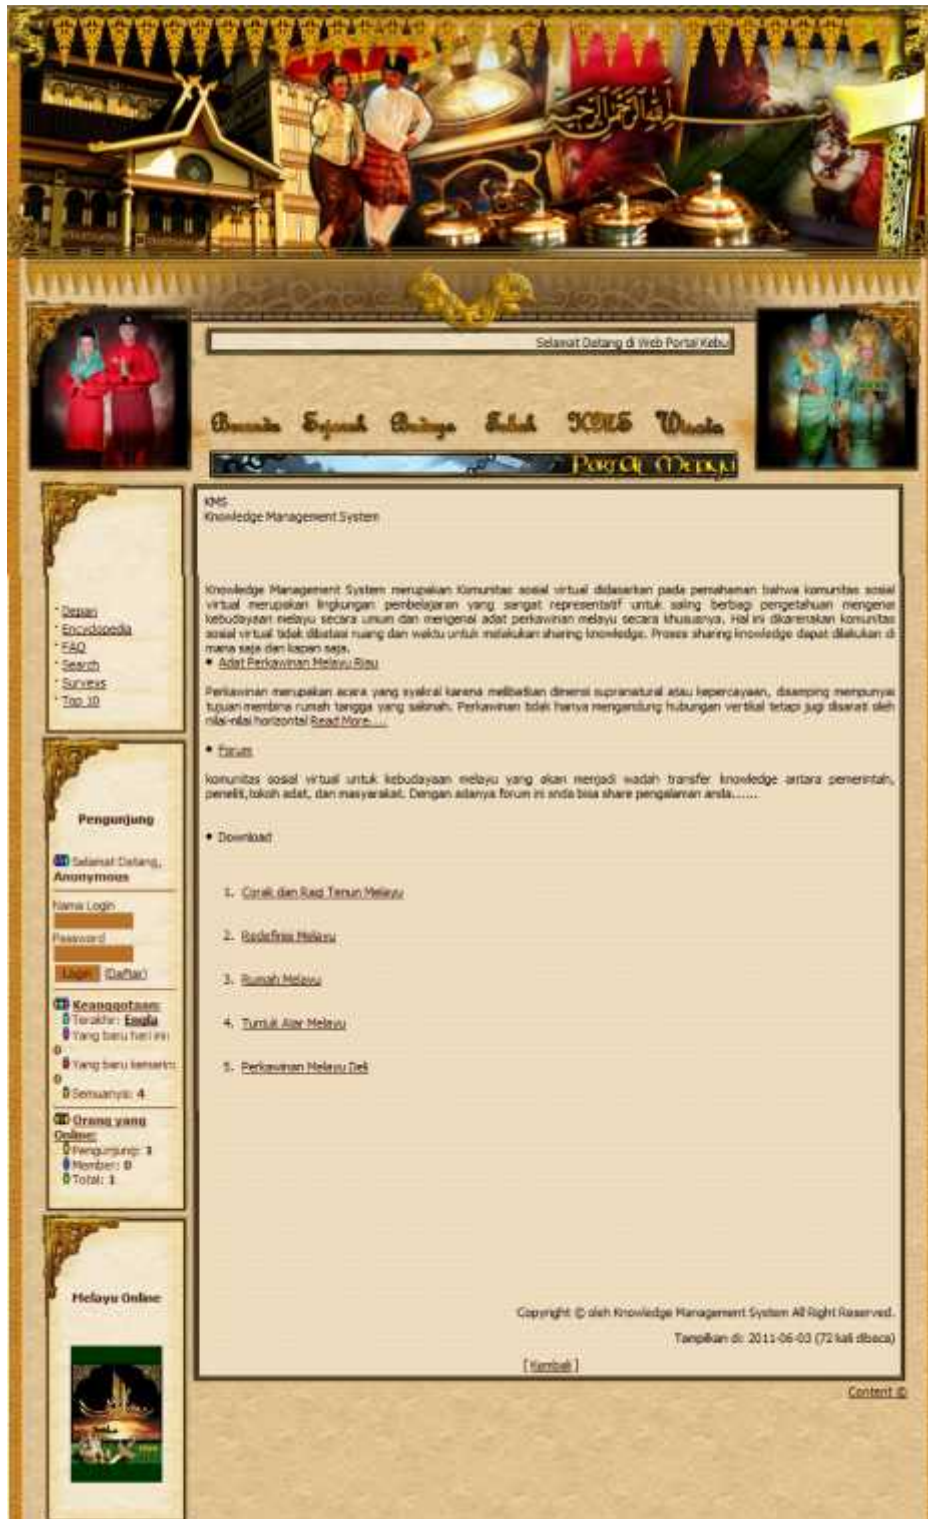 بسم الله الرحمن الرحيم
Selamat Datang di Web Portal Kebu
Beranda Sejarah Budaya Tokoh KMS Wisata
Portal Melayu
Depan
Encyclopedia
FAQ
Search
Surveys
Top 10
Pengunjung
Selamat Datang,
Anonymous
Nama Login
Password
Login (Daftar)
Keanggotaan:
Terakhir: Engla
Yang baru hari ini:
0
Yang baru kemarin:
0
Semuanya: 4
Orang yang
Online:
Pengunjung: 1
Member: 0
Total: 1
Melayu Online
KMS
Knowledge Management System
Knowledge Management System merupakan Komunitas sosial virtual didasarkan pada pemahaman bahwa komunitas sosial
virtual merupakan lingkungan pembelajaran yang sangat representatif untuk saling berbagi pengetahuan mengenai
kebudayaan melayu secara umum dan mengenai adat perkawinan melayu secara khususnya. Hal ini dikarenakan komunitas
sosial virtual tidak dibatasi ruang dan waktu untuk melakukan sharing knowledge. Proses sharing knowledge dapat dilakukan di
mana saja dan kapan saja.
• Adat Perkawinan Melayu Riau
Perkawinan merupakan acara yang syakral karena melibatkan dimensi supranatural atau kepercayaan, disamping mempunyai
tujuan membina rumah tangga yang sakinah. Perkawinan tidak hanya mengandung hubungan vertikal tetapi jugi disarati oleh
nilai-nilai horizontal Read More....
• Forum
komunitas sosial virtual untuk kebudayaan melayu yang akan menjadi wadah transfer knowledge antara pemerintah,
peneliti,tokoh adat, dan masyarakat. Dengan adanya forum ini anda bisa share pengalaman anda......
• Download
1. Corak dan Ragi Tenun Melayu
2. Redefinisi Melayu
3. Rumah Melayu
4. Tunjuk Ajar Melayu
5. Perkawinan Melayu Deli
Copyright © oleh Knowledge Management System All Right Reserved.
Tampilkan di: 2011-06-03 (72 kali dibaca)
[ Kembali ]
Content ©